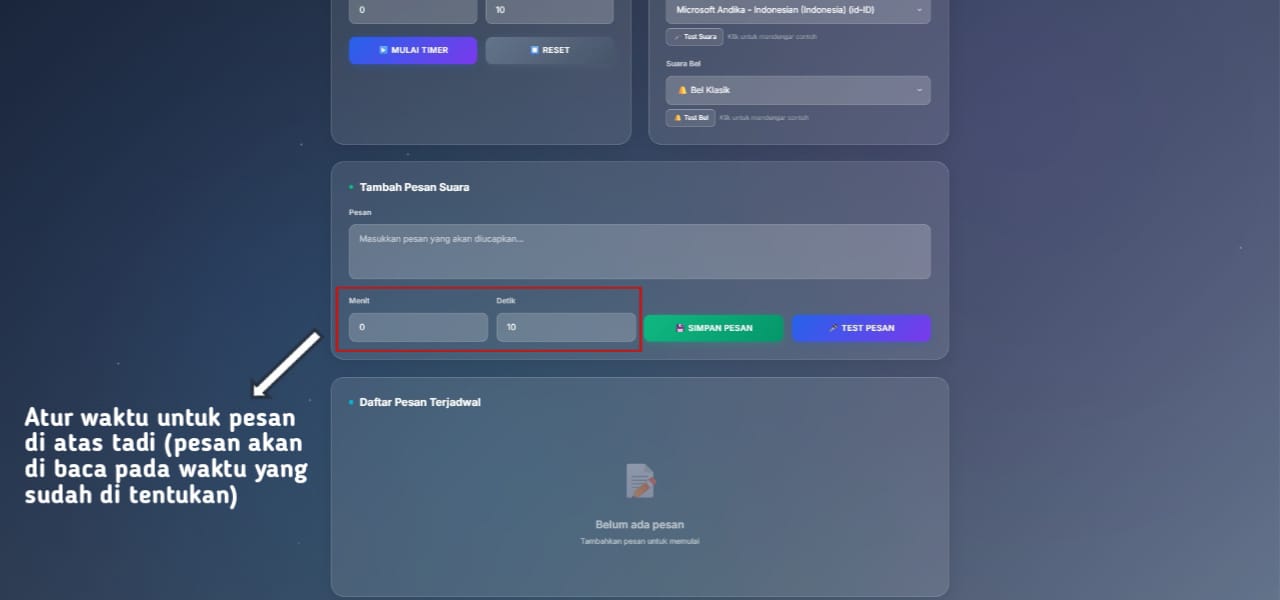 0
10
Microsoft Andika - Indonesian (Indonesia) (id-ID)
MULAI TIMER
RESET
Test Suara
Klik untuk mendengar contoh
Suara Bel
Bel Klasik
Test Bel
Klik untuk mendengar contoh
Tambah Pesan Suara
Pesan
Masukkan pesan yang akan diucapkan...
Menit
Detik
0
10
SIMPAN PESAN
TEST PESAN
Atur waktu untuk pesan
di atas tadi (pesan akan
di baca pada waktu yang
sudah di tentukan)
Daftar Pesan Terjadwal
Belum ada pesan
Tambahkan pesan untuk memulai